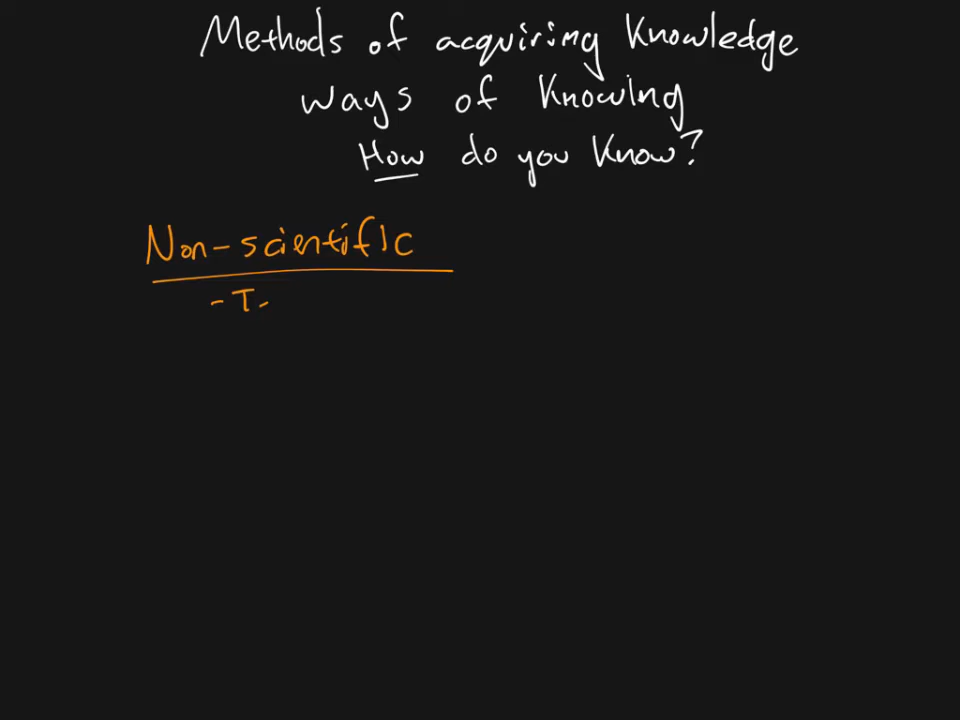 Methods of acquiring Knowledge
ways of Knowing
How do you Know?
Non-scientific
- T-